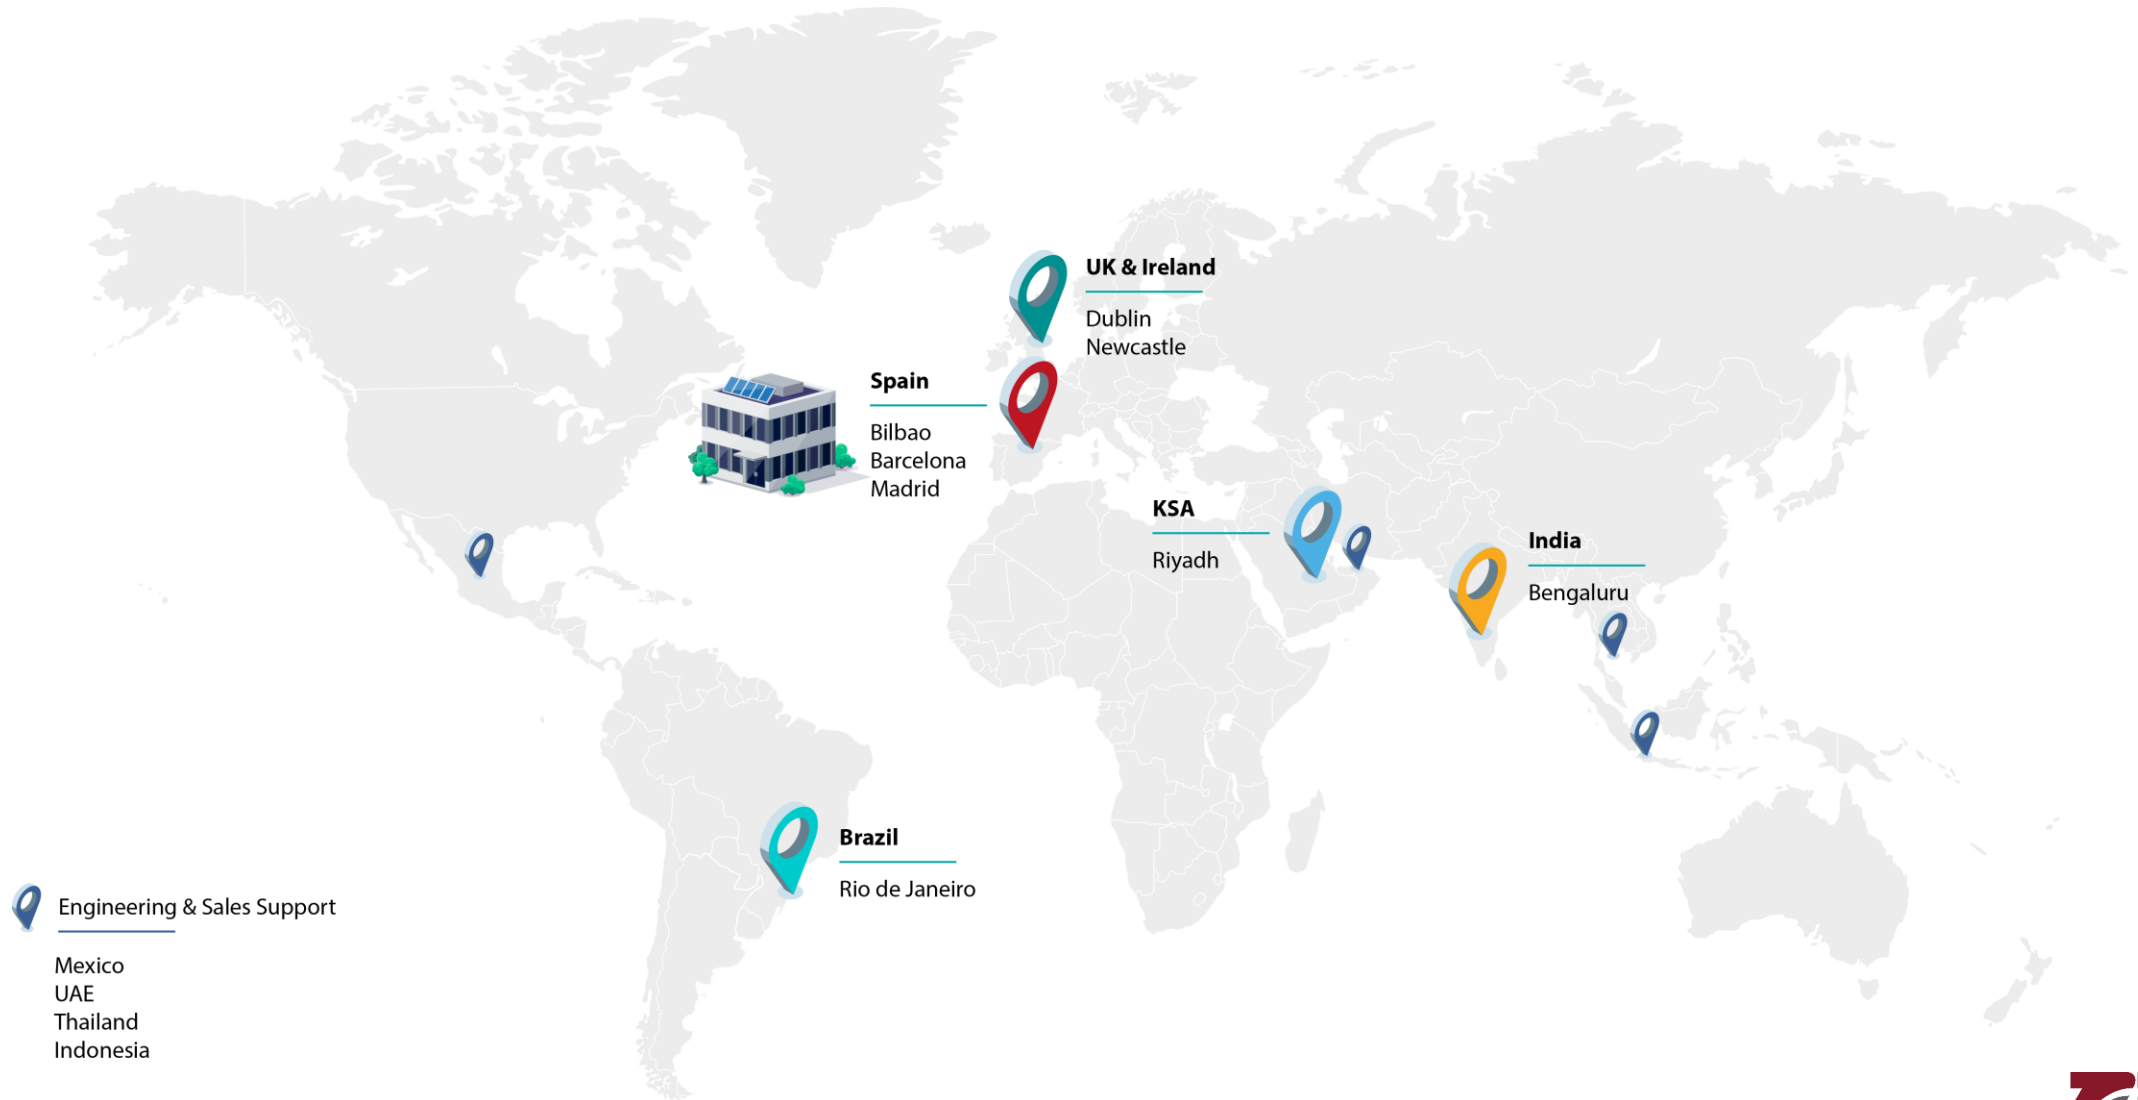 UK & Ireland
Dublin
Newcastle
Spain
Bilbao
Barcelona
Madrid
KSA
Riyadh
India
Bengaluru
Brazil
Rio de Janeiro
Engineering & Sales Support
Mexico
UAE
Thailand
Indonesia